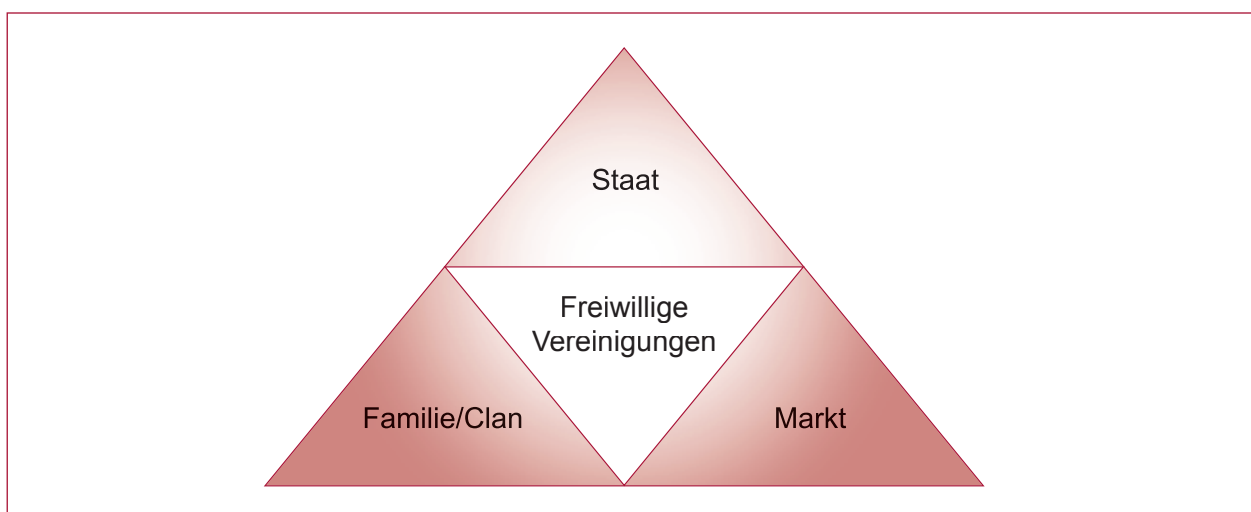 Staat
Freiwillige
Vereinigungen
Familie/Clan
Markt